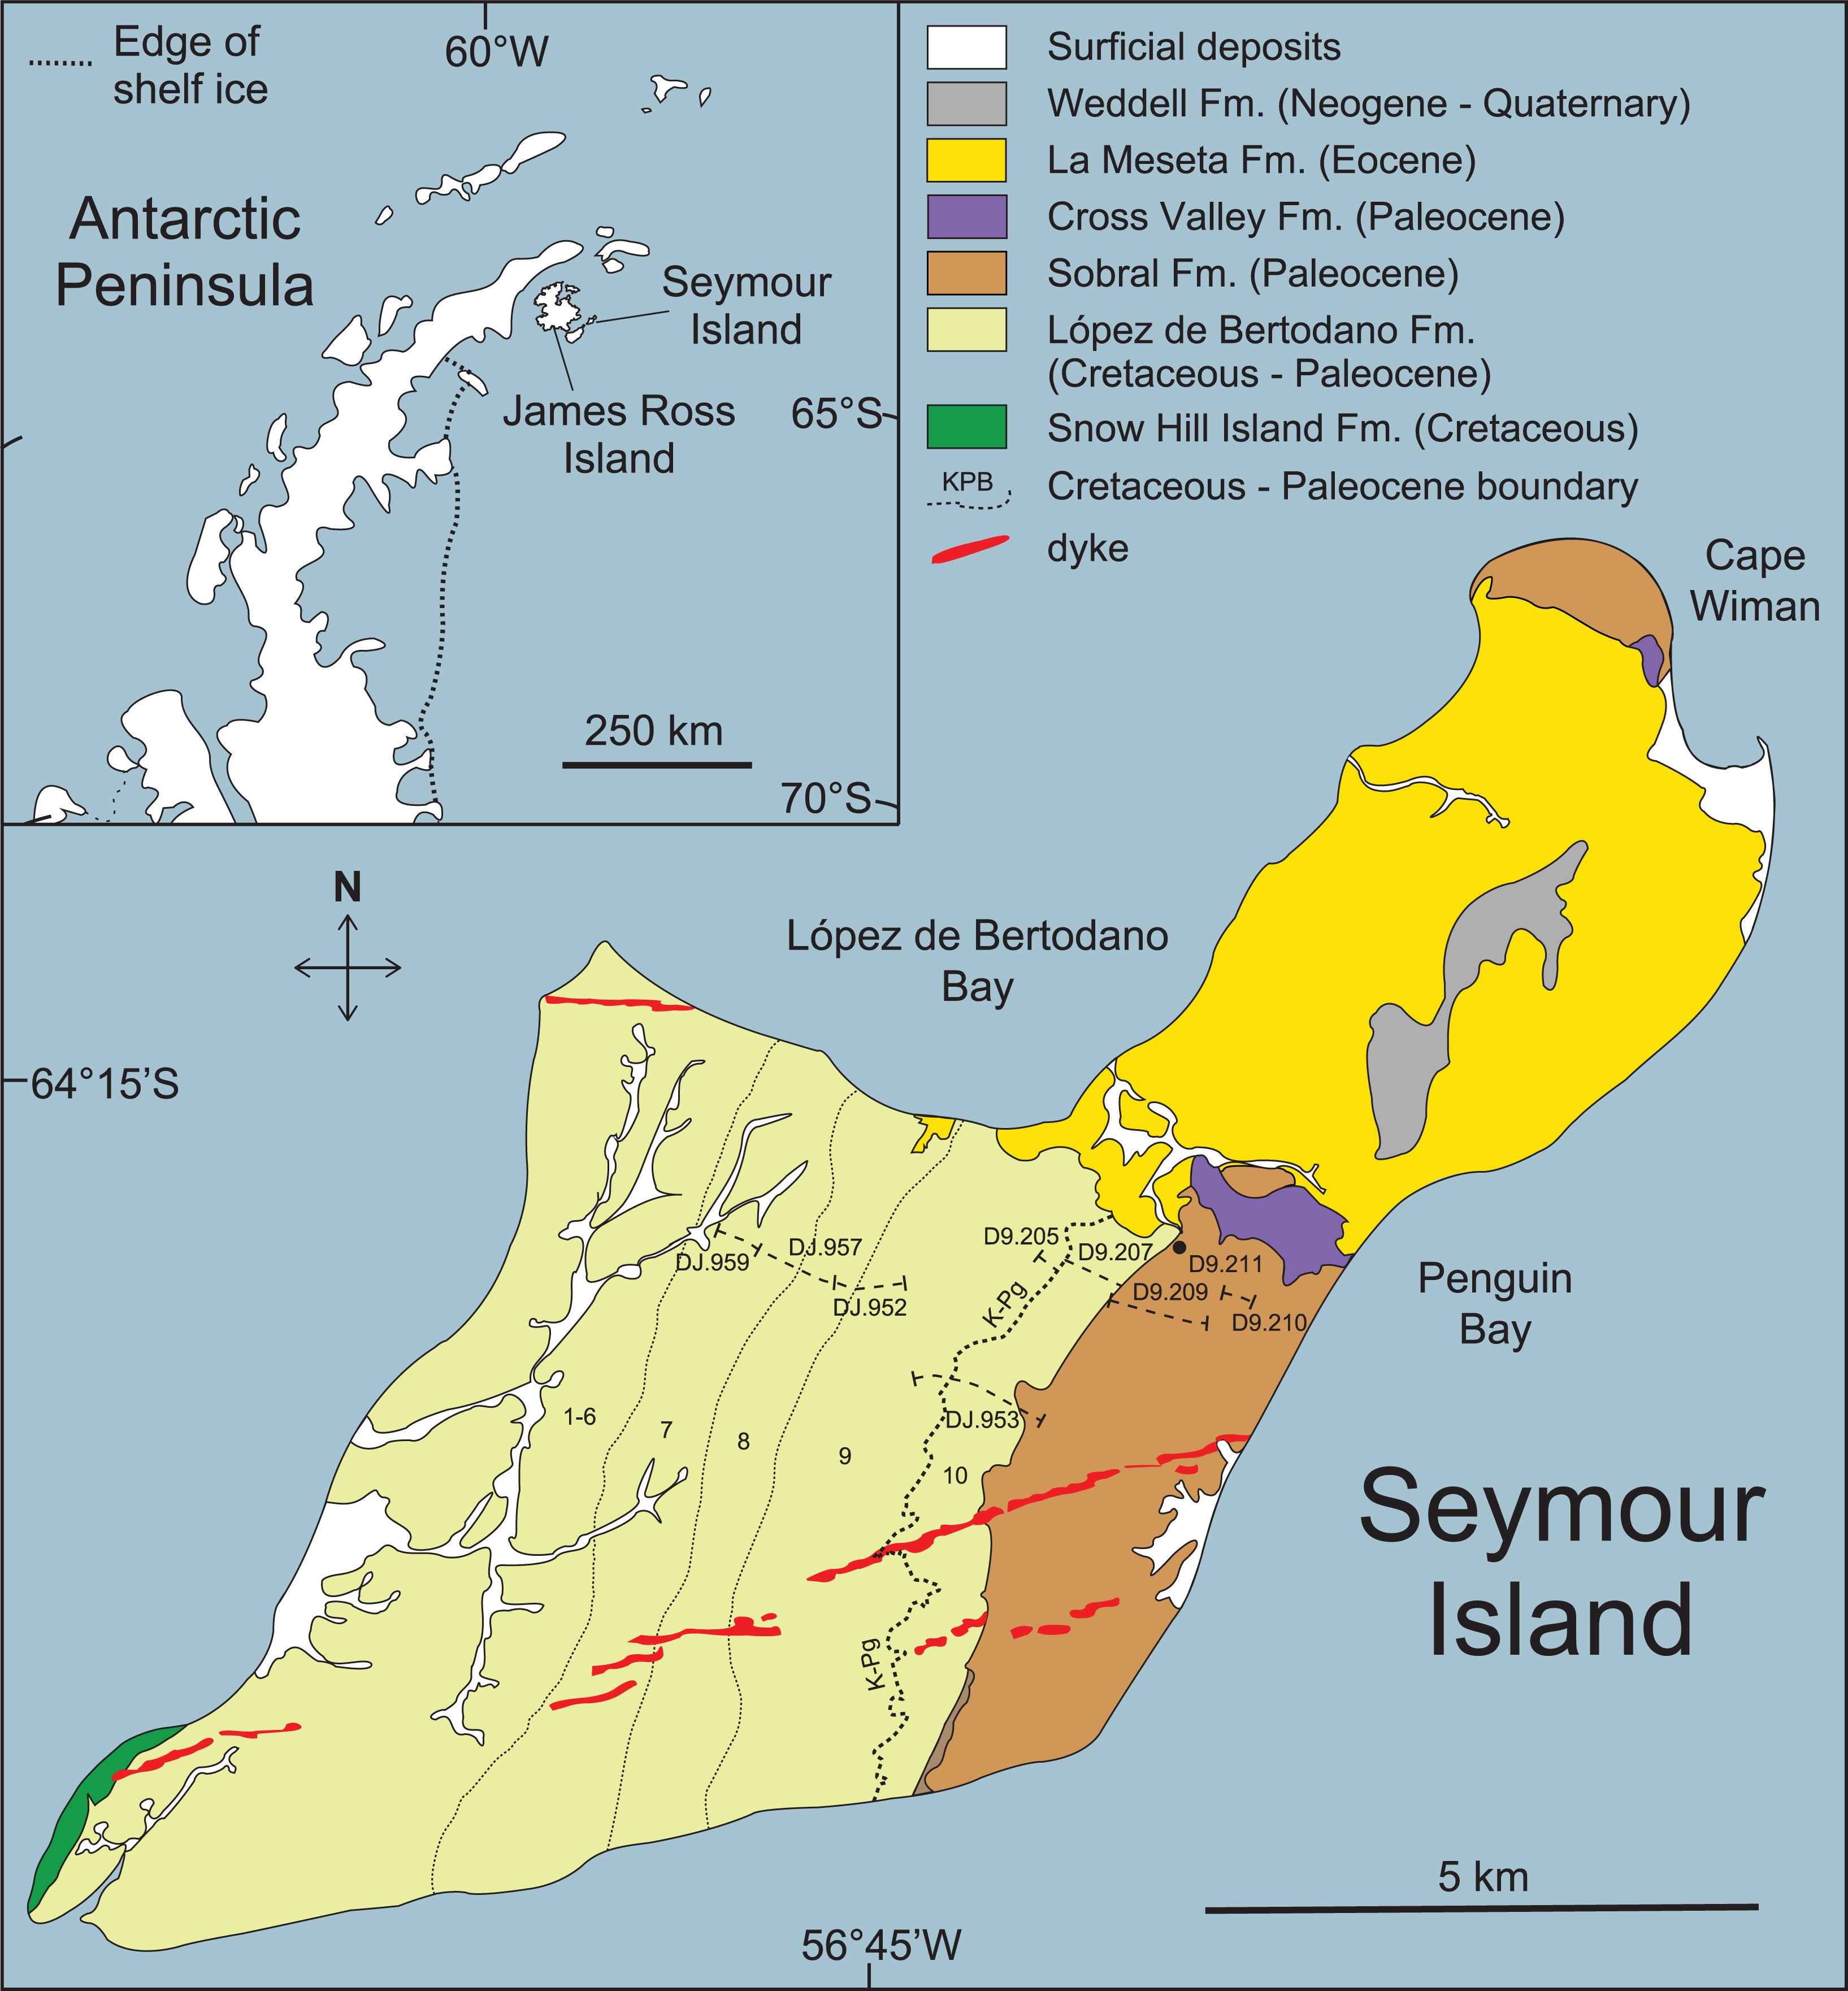 Edge of
shelf ice
60°W
Antarctic
Peninsula
Seymour
Island
James Ross
Island
65°S
250 km
70°S
Surficial deposits
Weddell Fm. (Neogene - Quaternary)
La Meseta Fm. (Eocene)
Cross Valley Fm. (Paleocene)
Sobral Fm. (Paleocene)
López de Bertodano Fm.
(Cretaceous - Paleocene)
Snow Hill Island Fm. (Cretaceous)
KPB
Cretaceous - Paleocene boundary
dyke
Cape
Wiman
N
López de Bertodano
Bay
64°15’S
D9.205
D9.207
DJ.957
DJ.959
D9.211
DJ.952
D9.209
D9.210
K-Pg
Penguin
Bay
DJ.953
1-6
7
8
9
10
K-Pg
Seymour
Island
5 km
56°45’W